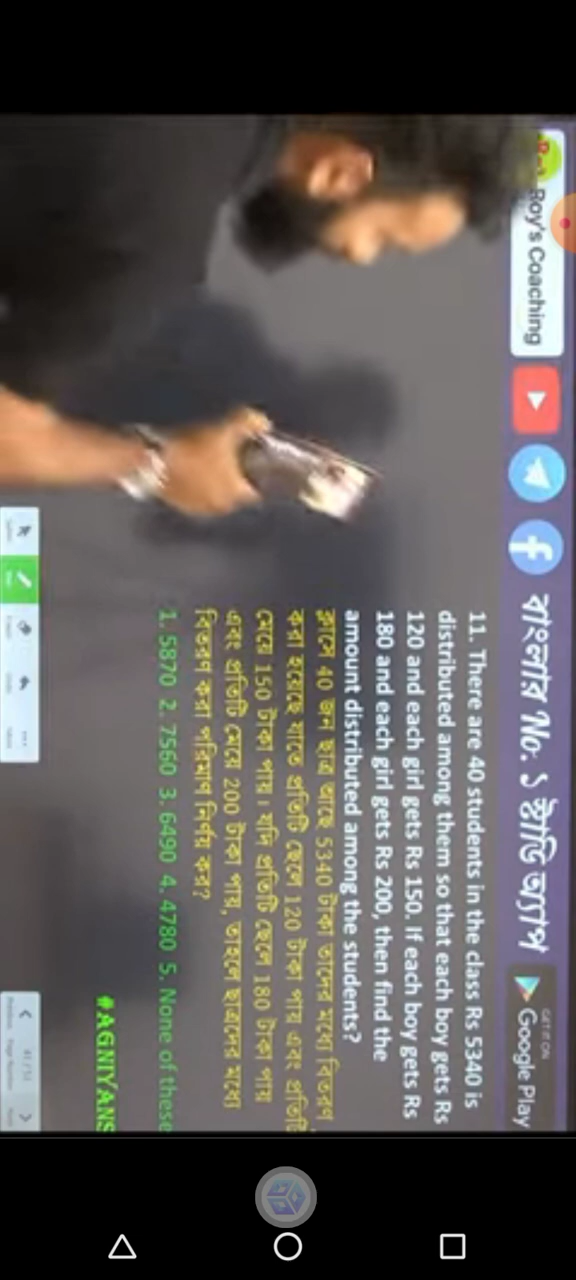 Roy's Coaching
বাংলার No. ১ স্টাডি অ্যাপ
GET IT ON
Google Play
11. There are 40 students in the class Rs 5340 is
distributed among them so that each boy gets Rs
120 and each girl gets Rs 150. If each boy gets Rs
180 and each girl gets Rs 200, then find the
amount distributed among the students?
ক্লাসে 40 জন ছাত্র আছে 5340 টাকা তাদের মধ্যে বিতরণ
করা হয়েছে যাতে প্রতিটি ছেলে 120 টাকা পায় এবং প্রতিটি
মেয়ে 150 টাকা পায়। যদি প্রতিটি ছেলে 180 টাকা পায়
এবং প্রতিটি মেয়ে 200 টাকা পায়, তাহলে ছাত্রদের মধ্যে
বিতরণ করা পরিমাণ নির্ণয় কর?
1. 5870 2. 7560 3. 6490 4. 4780 5. None of these
#AGNIYANS